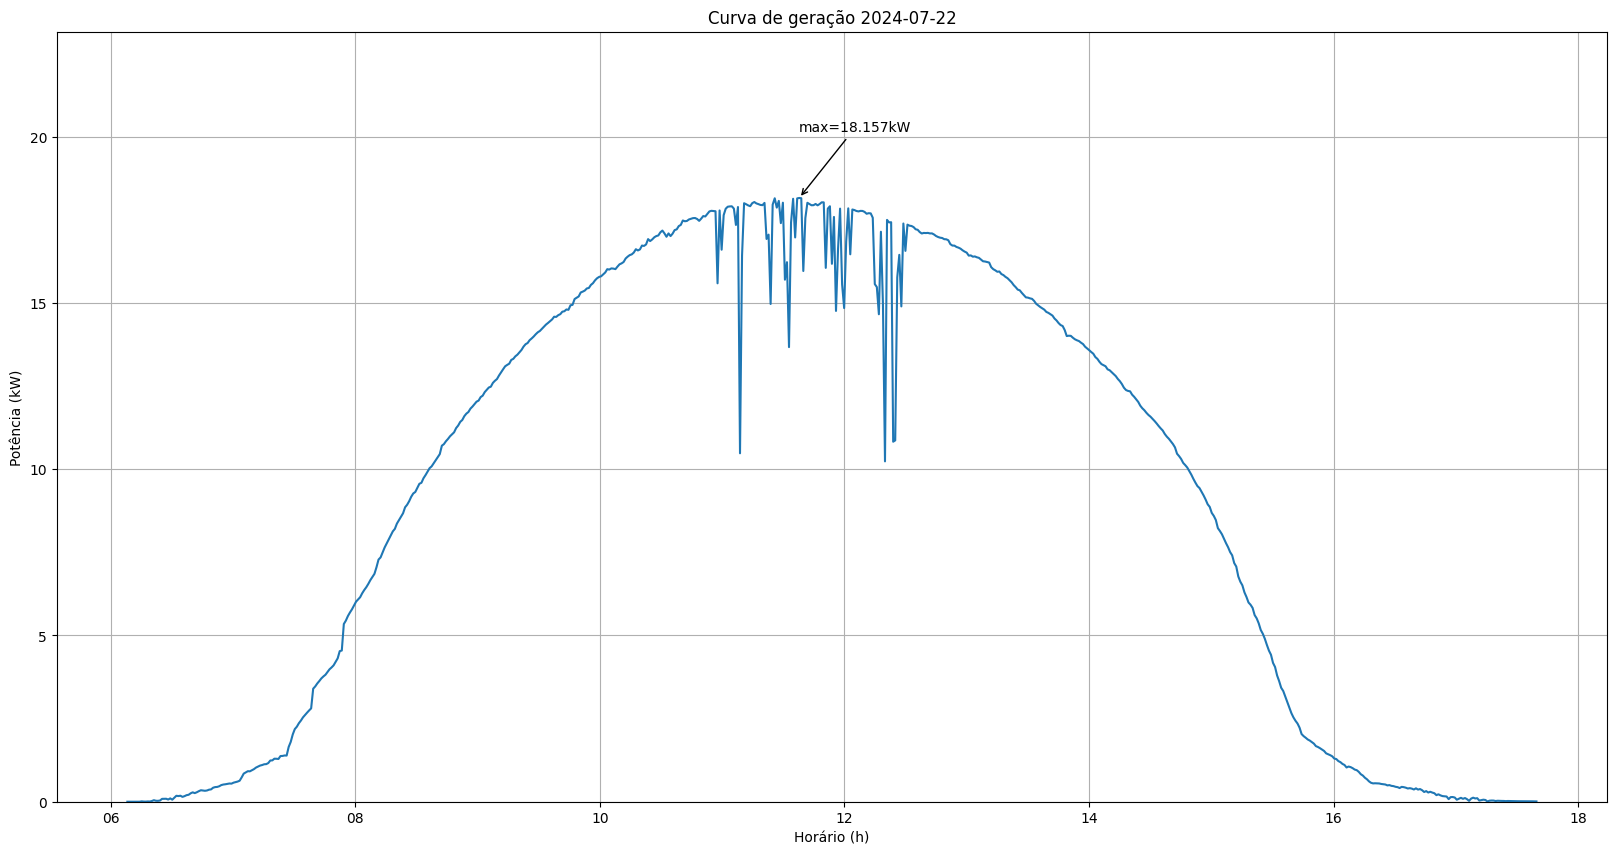 Curva de geração 2024-07-22
max=18.157kW
Potência (kW)
20
15
10
5
0
06 08 10 12 14 16 18
Horário (h)